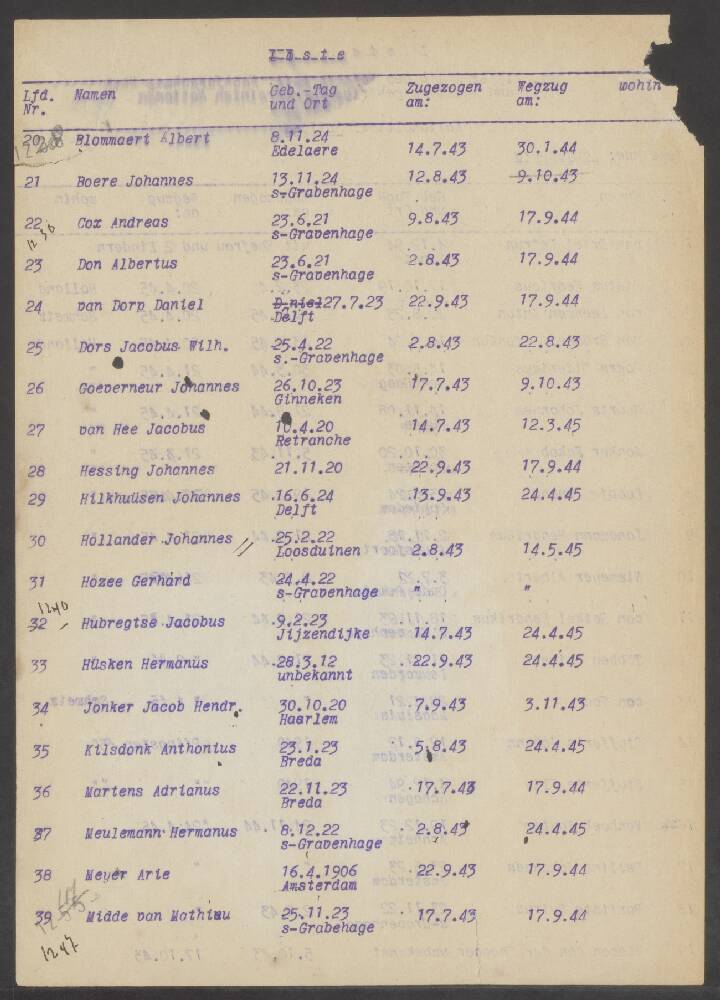 Liste
Lfd. Namen Geb.-Tag Zugezogen Wegzug wohin
Nr. und Ort am: am:
20 Blommaert Albert 8.11.24
Edelaere 14.7.43 30.1.44
21 Boere Johannes 13.11.24 12.8.43 9.10.43
s-Grabenhage
22 Cox Andreas 23.6.21 9.8.43 17.9.44
1230 s-Gravenhage
23 Don Albertus 23.6.21 2.8.43 17.9.44
s-Gravenhage
24 van Dorp Daniel D.niel27.7.23 22.9.43 17.9.44
Delft
25 Dors Jacobus Wilh. 25.4.22 2.8.43 22.8.43
s.-Gravenhage
26 Goeverneur Johannes 26.10.23 17.7.43 9.10.43
Ginneken
27 van Hee Jacobus 10.4.20 14.7.43 12.3.45
Retranche
28 Hessing Johannes 21.11.20 22.9.43 17.9.44
29 Hilkhuüsen Johannes 16.6.24 13.9.43 24.4.45
Delft
30 Hollander Johannes // 25.2.22
Loosduinen 2.8.43 14.5.45
31 Hozee Gerhard 24.4.22
s-Gravenhage " "
1240
32 Hubregtse Jacobus 9.2.23
Jijzendijke 14.7.43 24.4.45
33 Hüsken Hermanus 28.3.12 22.9.43 24.4.45
unbekannt
34 Jonker Jacob Hendr. 30.10.20 7.9.43 3.11.43
Haarlem
35 Kilsdonk Anthonius 23.1.23 5.8.43 24.4.45
Breda
36 Martens Adrianus 22.11.23 17.7.43 17.9.44
Breda
37 Meulemann Hermanus 8.12.22 2.8.43 24.4.45
s-Gravenhage
38 Meyer Arie 16.4.1906 22.9.43 17.9.44
Amsterdam
39 Midde van Mathieu 25.11.23 17.7.43 17.9.44
s-Grabehage
1247